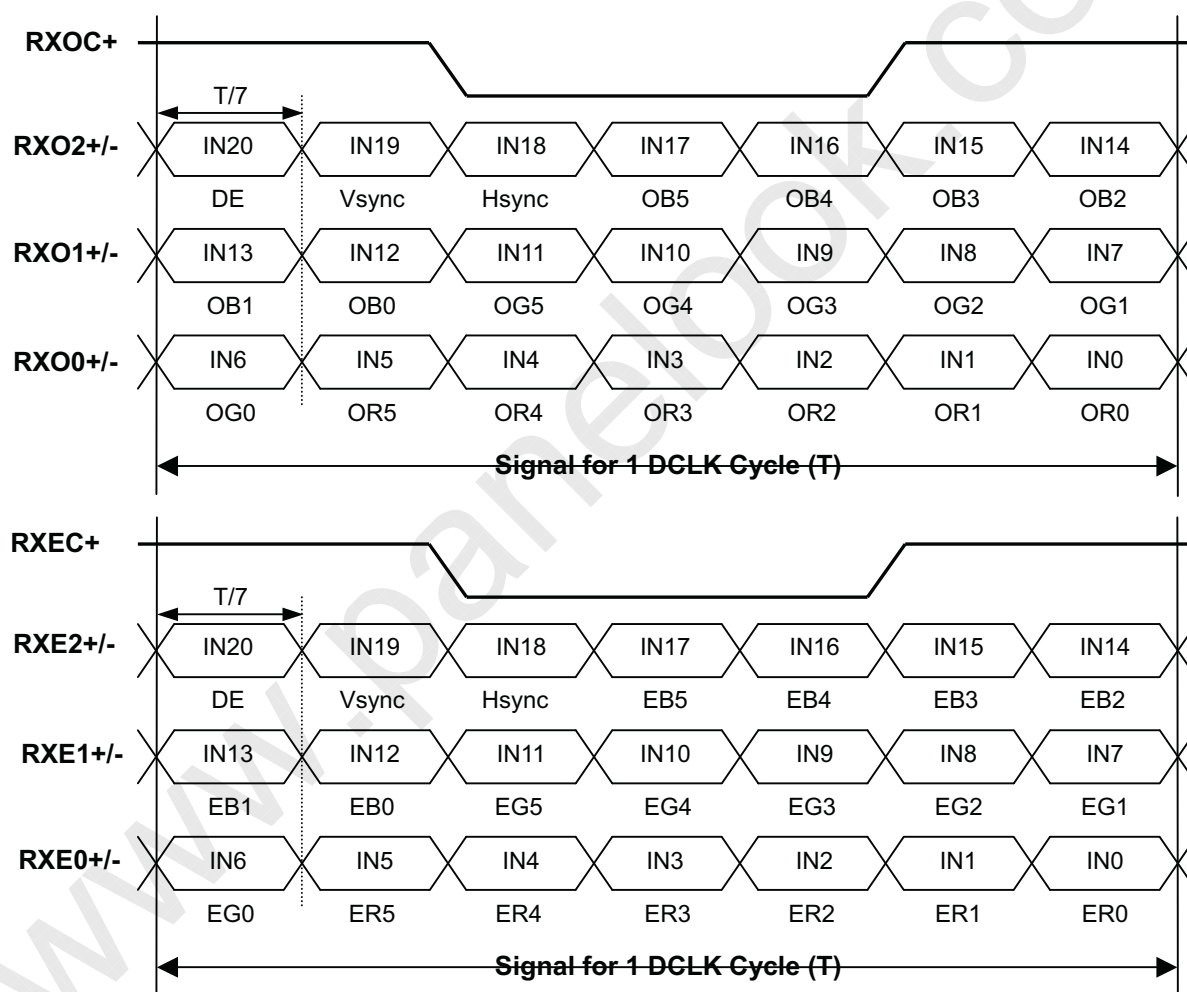 RXOC+
T/7
RXO2+/- IN20 IN19 IN18 IN17 IN16 IN15 IN14
DE Vsync Hsync OB5 OB4 OB3 OB2
RXO1+/- IN13 IN12 IN11 IN10 IN9 IN8 IN7
OB1 OB0 OG5 OG4 OG3 OG2 OG1
RXO0+/- IN6 IN5 IN4 IN3 IN2 IN1 IN0
OG0 OR5 OR4 OR3 OR2 OR1 OR0
Signal for 1 DCLK Cycle (T)
RXEC+
T/7
RXE2+/- IN20 IN19 IN18 IN17 IN16 IN15 IN14
DE Vsync Hsync EB5 EB4 EB3 EB2
RXE1+/- IN13 IN12 IN11 IN10 IN9 IN8 IN7
EB1 EB0 EG5 EG4 EG3 EG2 EG1
RXE0+/- IN6 IN5 IN4 IN3 IN2 IN1 IN0
EG0 ER5 ER4 ER3 ER2 ER1 ER0
Signal for 1 DCLK Cycle (T)
www.panelook.co